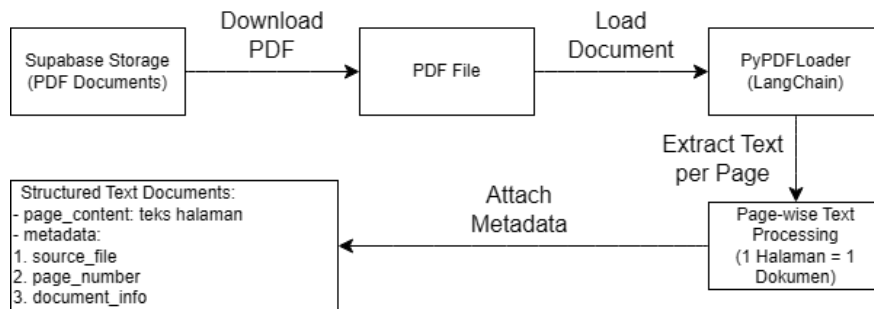 Download
PDF
Load
Document
Supabase Storage
(PDF Documents)
PDF File
PyPDFLoader
(LangChain)
Extract Text
per Page
Page-wise Text
Processing
(1 Halaman = 1
Dokumen)
Attach
Metadata
Structured Text Documents:
- page_content: teks halaman
- metadata:
1. source_file
2. page_number
3. document_info